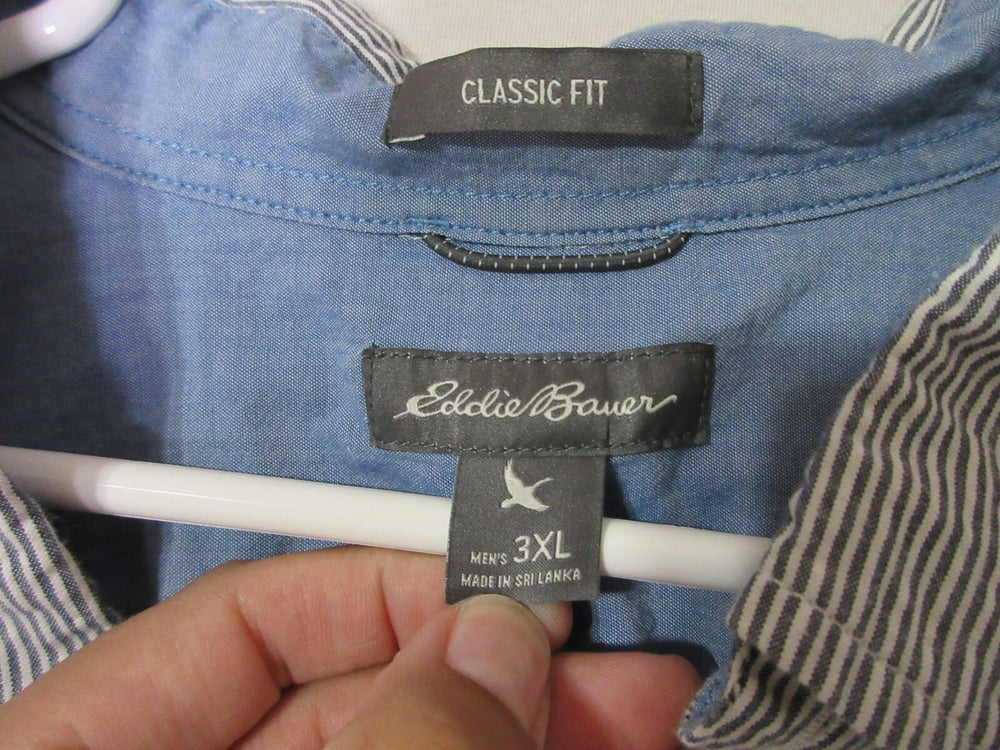 CLASSIC FIT
Eddie Bauer
MEN'S 3XL
MADE IN SRI LANKA